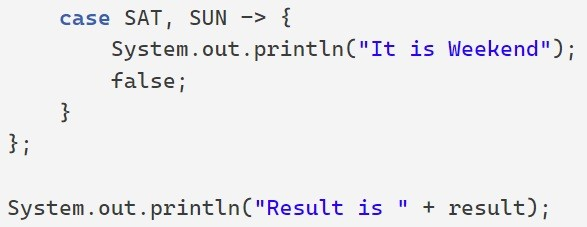 case SAT, SUN -> {
System.out.println("It is Weekend");
false;
}
};
System.out.println("Result is " + result);